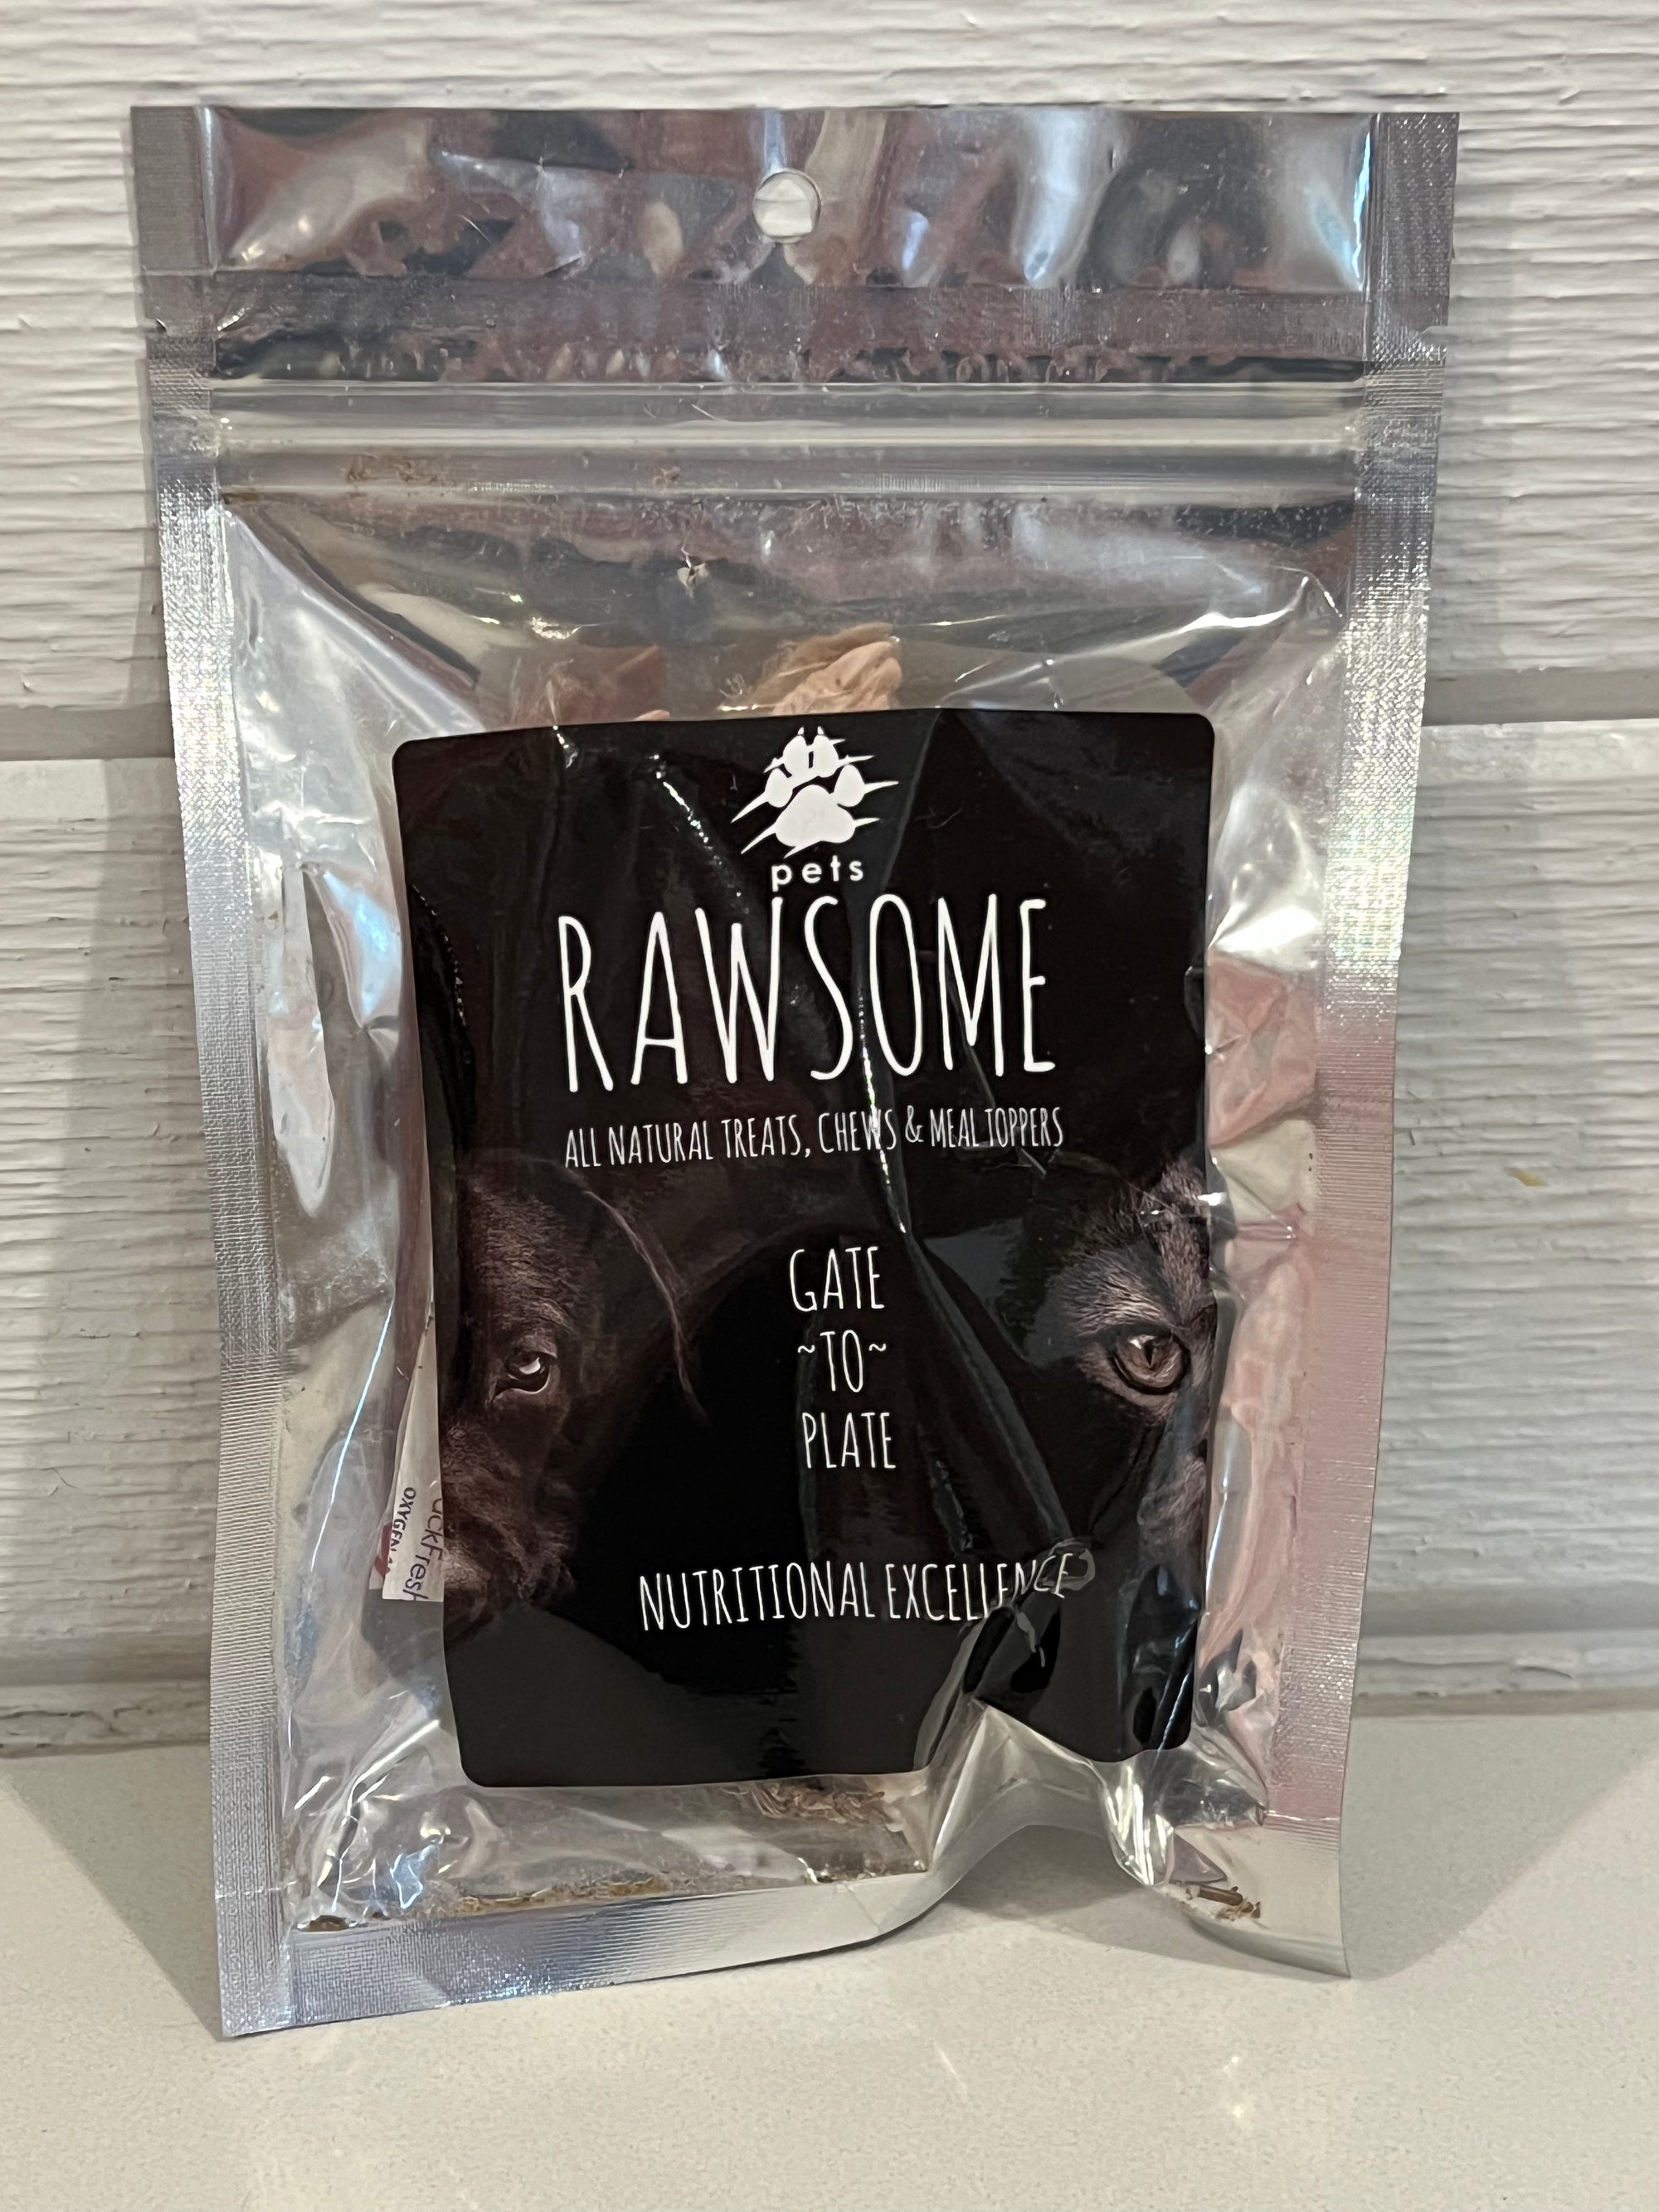 pets
RAWSOME
ALL NATURAL TREATS, CHEWS & MEAL TOPPERS
GATE
~TO~
PLATE
NUTRITIONAL EXCELLENCE